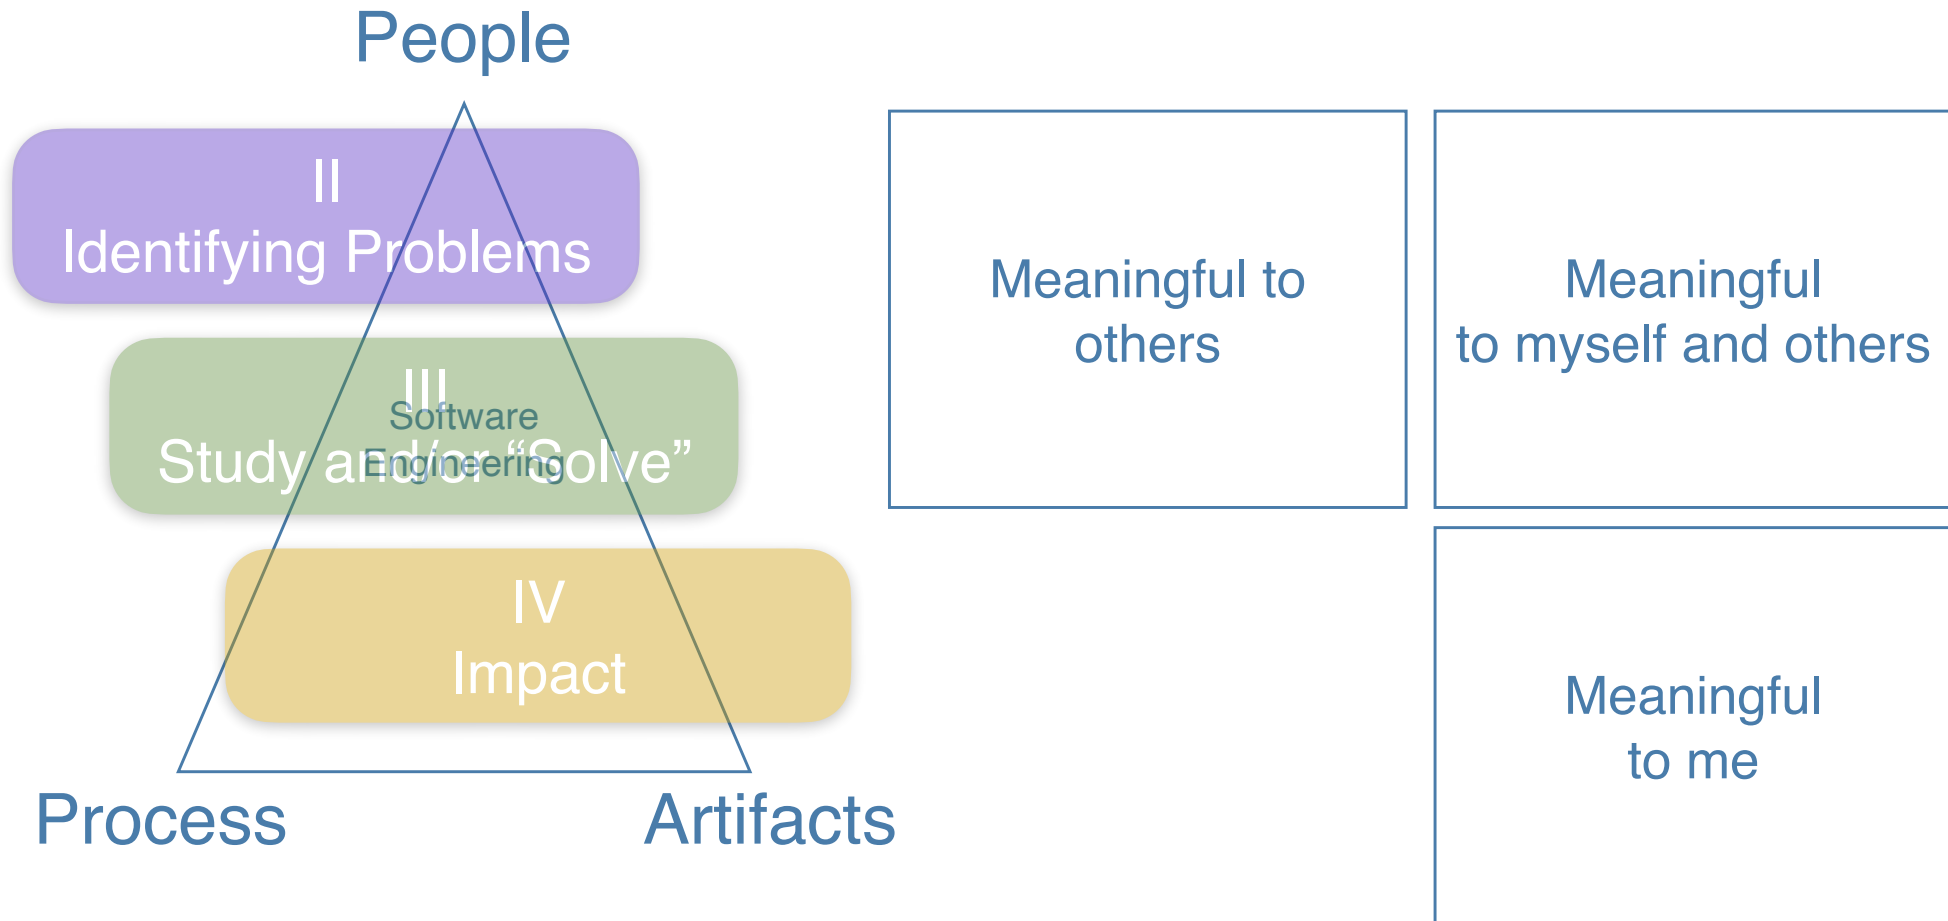 People
II
Identifying Problems
III
Study and/or “Solve”
Software
Engineering
IV
Impact
Process
Artifacts
Meaningful to
others
Meaningful
to myself and others
Meaningful
to me